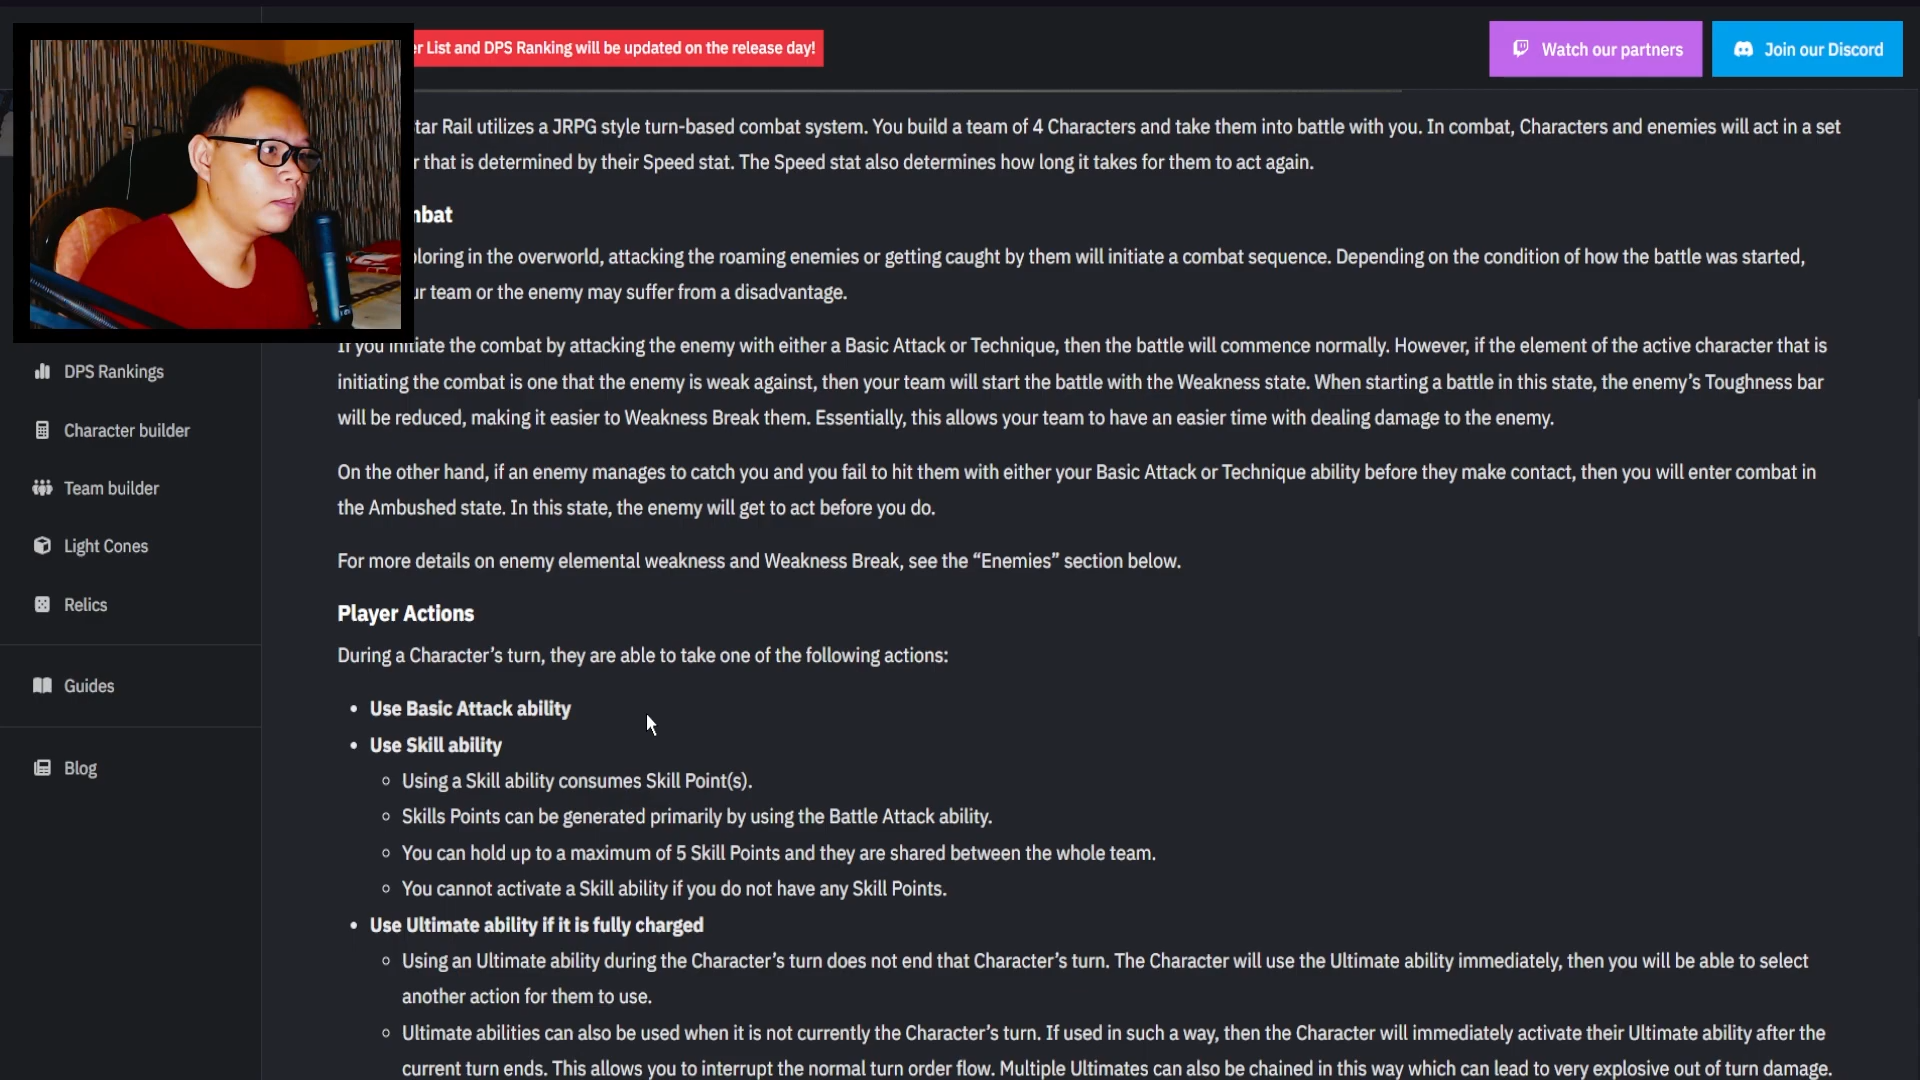 er List and DPS Ranking will be updated on the release day!
Watch our partners
Join our Discord
tar Rail utilizes a JRPG style turn-based combat system. You build a team of 4 Characters and take them into battle with you. In combat, Characters and enemies will act in a set
r that is determined by their Speed stat. The Speed stat also determines how long it takes for them to act again.
nbat
loring in the overworld, attacking the roaming enemies or getting caught by them will initiate a combat sequence. Depending on the condition of how the battle was started,
ur team or the enemy may suffer from a disadvantage.
If you initiate the combat by attacking the enemy with either a Basic Attack or Technique, then the battle will commence normally. However, if the element of the active character that is
initiating the combat is one that the enemy is weak against, then your team will start the battle with the Weakness state. When starting a battle in this state, the enemy's Toughness bar
will be reduced, making it easier to Weakness Break them. Essentially, this allows your team to have an easier time with dealing damage to the enemy.
On the other hand, if an enemy manages to catch you and you fail to hit them with either your Basic Attack or Technique ability before they make contact, then you will enter combat in
the Ambushed state. In this state, the enemy will get to act before you do.
For more details on enemy elemental weakness and Weakness Break, see the “Enemies” section below.
Player Actions
During a Character’s turn, they are able to take one of the following actions:
• Use Basic Attack ability
• Use Skill ability
◦ Using a Skill ability consumes Skill Point(s).
◦ Skills Points can be generated primarily by using the Battle Attack ability.
◦ You can hold up to a maximum of 5 Skill Points and they are shared between the whole team.
◦ You cannot activate a Skill ability if you do not have any Skill Points.
• Use Ultimate ability if it is fully charged
◦ Using an Ultimate ability during the Character’s turn does not end that Character’s turn. The Character will use the Ultimate ability immediately, then you will be able to select
another action for them to use.
◦ Ultimate abilities can also be used when it is not currently the Character’s turn. If used in such a way, then the Character will immediately activate their Ultimate ability after the
current turn ends. This allows you to interrupt the normal turn order flow. Multiple Ultimates can also be chained in this way which can lead to very explosive out of turn damage.
DPS Rankings
Character builder
Team builder
Light Cones
Relics
Guides
Blog